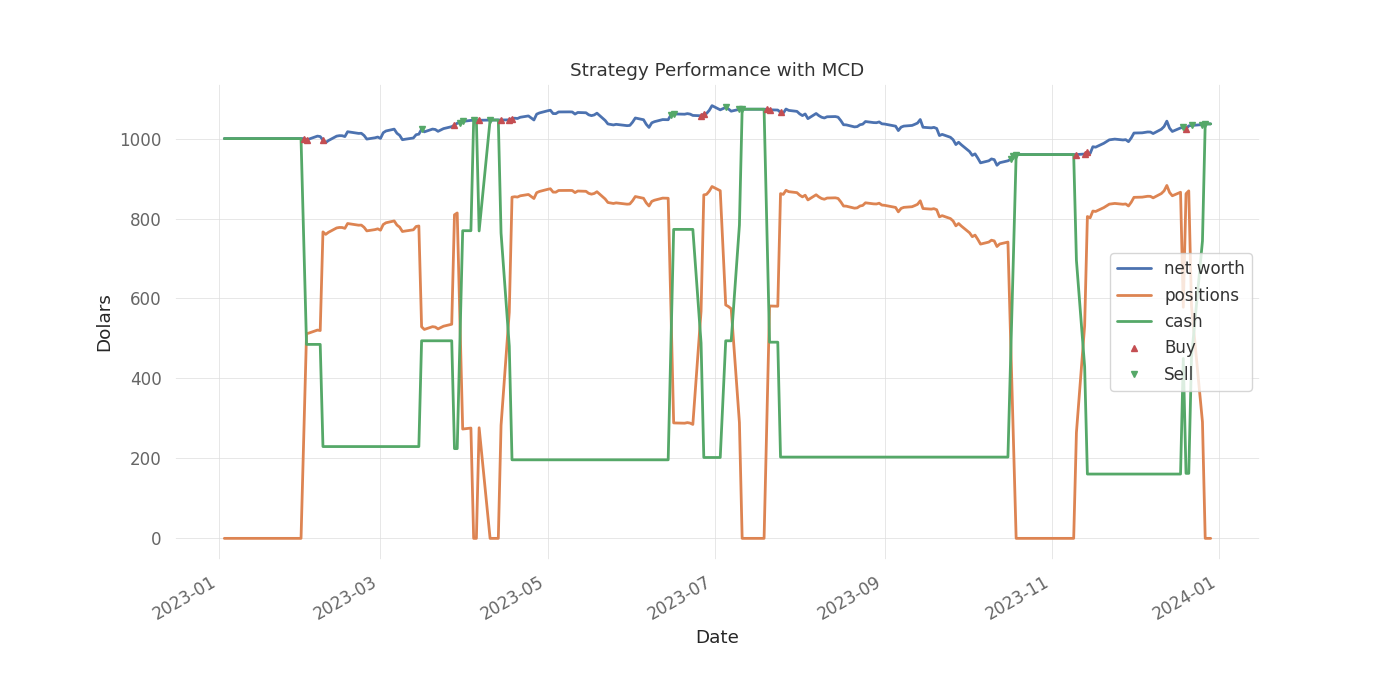 Strategy Performance with MCD
Dolars
1000
800
600
400
200
0
net worth
positions
cash
Buy
Sell
2023-01
2023-03
2023-05
2023-07
2023-09
2023-11
2024-01
Date